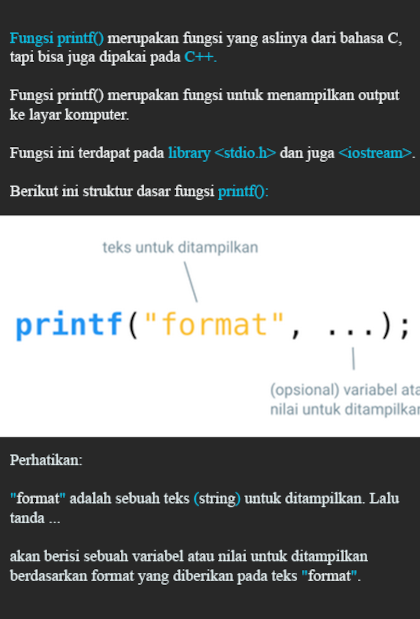 Fungsi printf() merupakan fungsi yang aslinya dari bahasa C,
tapi bisa juga dipakai pada C++.
Fungsi printf() merupakan fungsi untuk menampilkan output
ke layar komputer.
Fungsi ini terdapat pada library <stdio.h> dan juga <iostream>.
Berikut ini struktur dasar fungsi printf():
teks untuk ditampilkan
printf("format", ...);
(opsional) variabel ata
nilai untuk ditampilkan
Perhatikan:
"format" adalah sebuah teks (string) untuk ditampilkan. Lalu
tanda ...
akan berisi sebuah variabel atau nilai untuk ditampilkan
berdasarkan format yang diberikan pada teks "format".